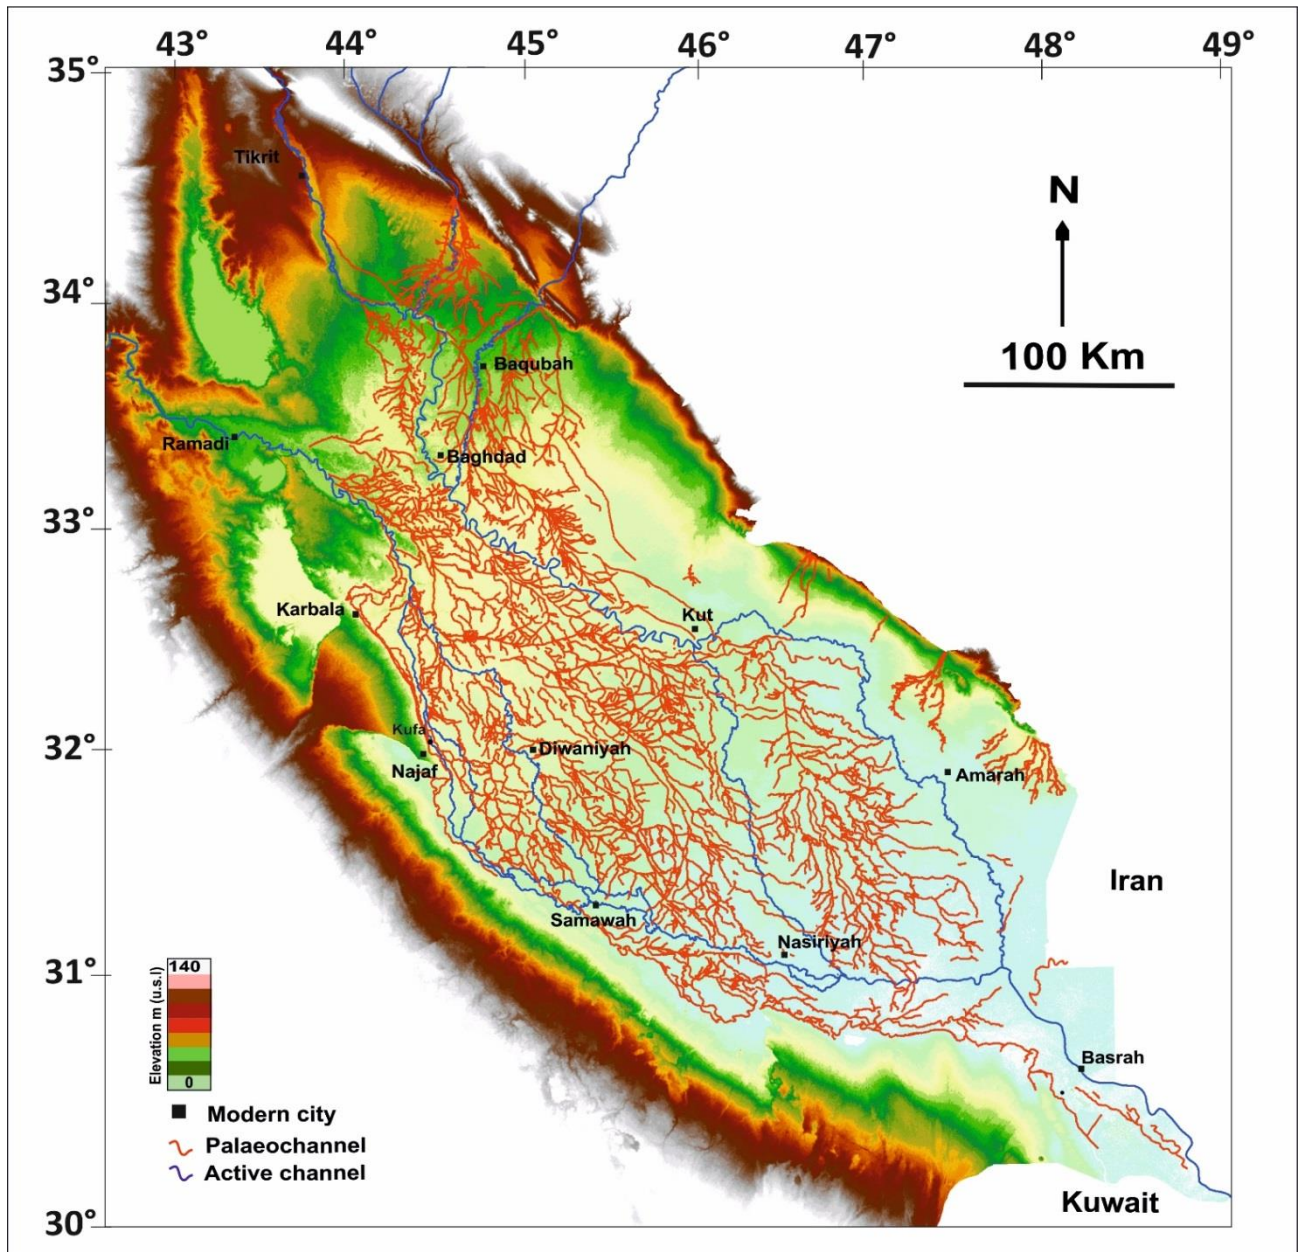 43° 44° 45° 46° 47° 48° 49°
35°
Tikrit
N
34°
100 Km
Baqubah
Ramadi
Baghdad
33°
Karbala
Kut
32°
Kufa
Diwaniyah
Najaf
Amarah
Iran
Samawah
Nasiriyah
31°
140
Elevation m (u.s.l)
0
Basrah
Modern city
Palaeochannel
Active channel
Kuwait
30°